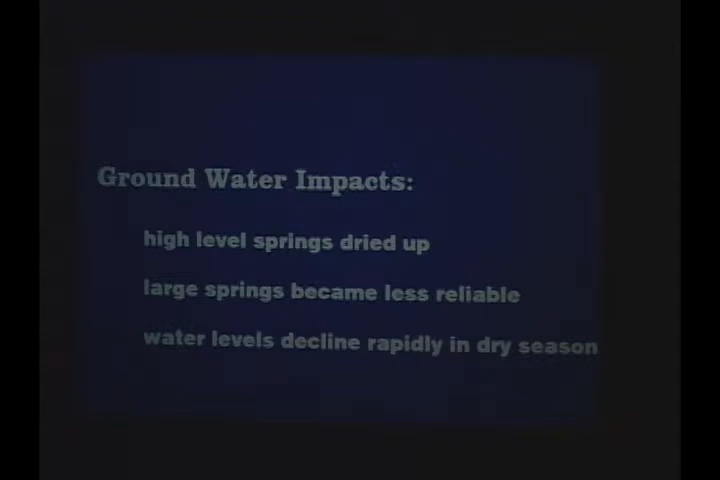 Ground Water Impacts:
high level springs dried up
large springs became less reliable
water levels decline rapidly in dry season